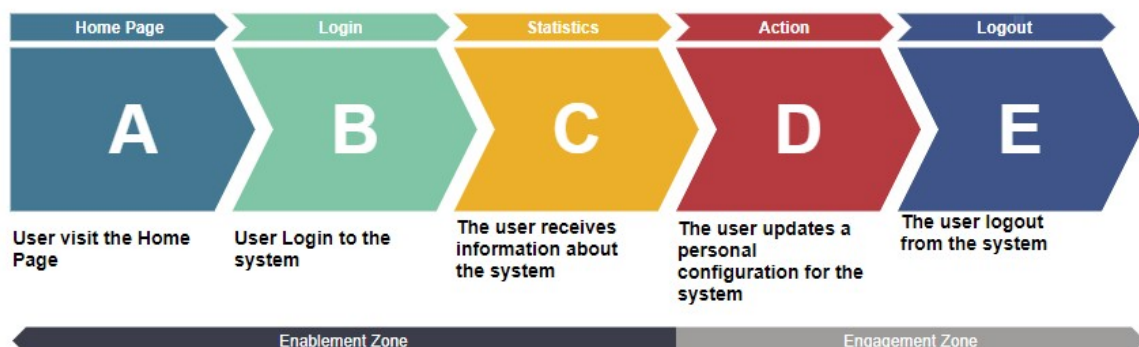 Home Page
Login
Statistics
Action
Logout
A
B
C
D
E
User visit the Home
Page
User Login to the
system
The user receives
information about
the system
The user updates a
personal
configuration for the
system
The user logout
from the system
Enablement Zone
Engagement Zone